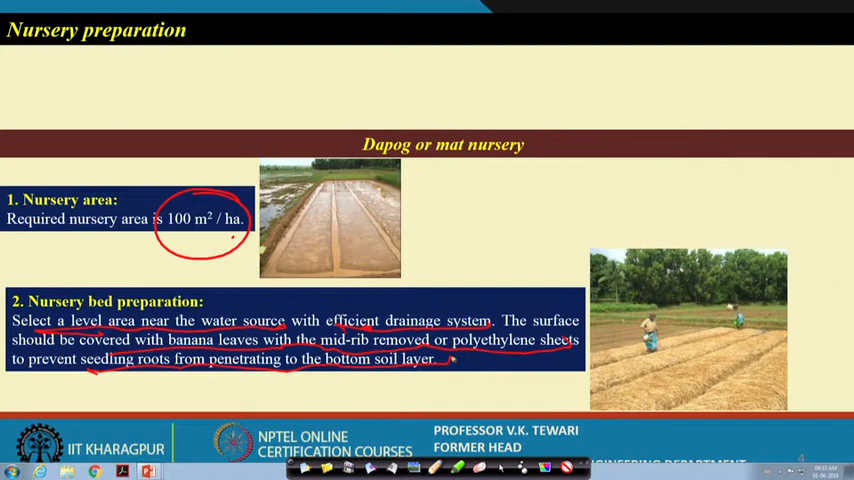 Nursery preparation
Dapog or mat nursery
1. Nursery area:
Required nursery area is 100 m² / ha.
2. Nursery bed preparation:
Select a level area near the water source with efficient drainage system. The surface
should be covered with banana leaves with the mid-rib removed or polyethylene sheets
to prevent seedling roots from penetrating to the bottom soil layer.
IIT KHARAGPUR
NPTEL ONLINE
CERTIFICATION COURSES
PROFESSOR V.K. TEWARI
FORMER HEAD
ENGINEERING DEPARTMENT
4